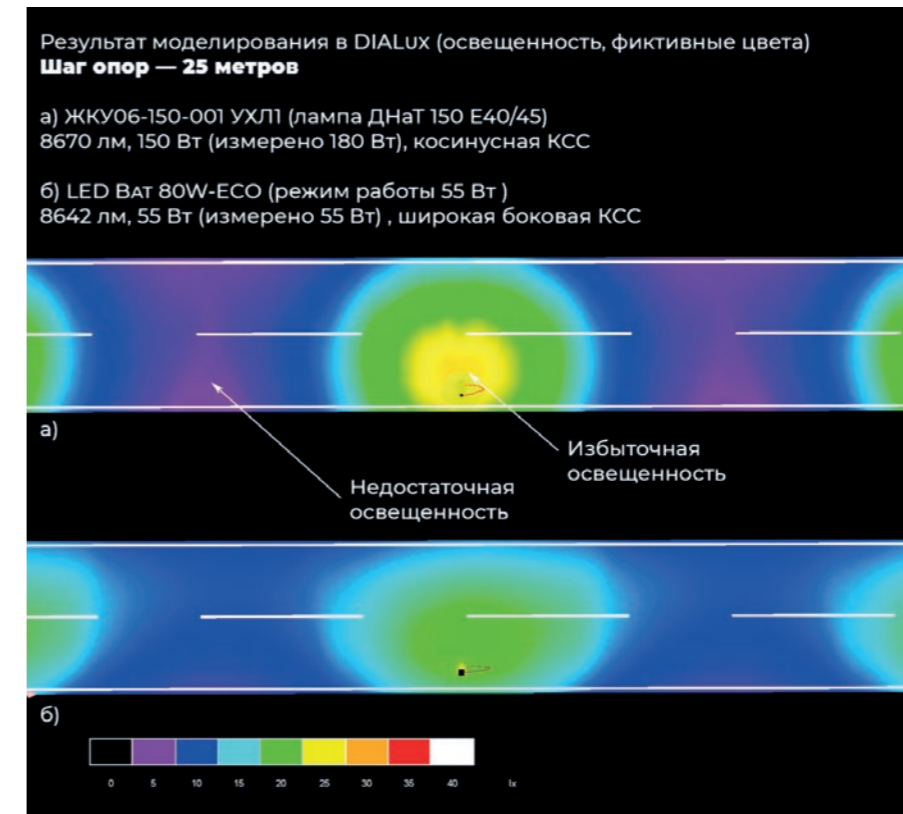 Результат моделирования в DIALux (освещенность, фиктивные цвета)
Шаг опор — 25 метров
а) ЖКУ06-150-001 УХЛ1 (лампа ДНаТ 150 Е40/45)
8670 лм, 150 Вт (измерено 180 Вт), косинусная КСС
б) LED Bat 80W-ECO (режим работы 55 Вт )
8642 лм, 55 Вт (измерено 55 Вт) , широкая боковая КСС
а)
Избыточная
освещенность
Недостаточная
освещенность
б)
0 5 10 15 20 25 30 35 40 lx